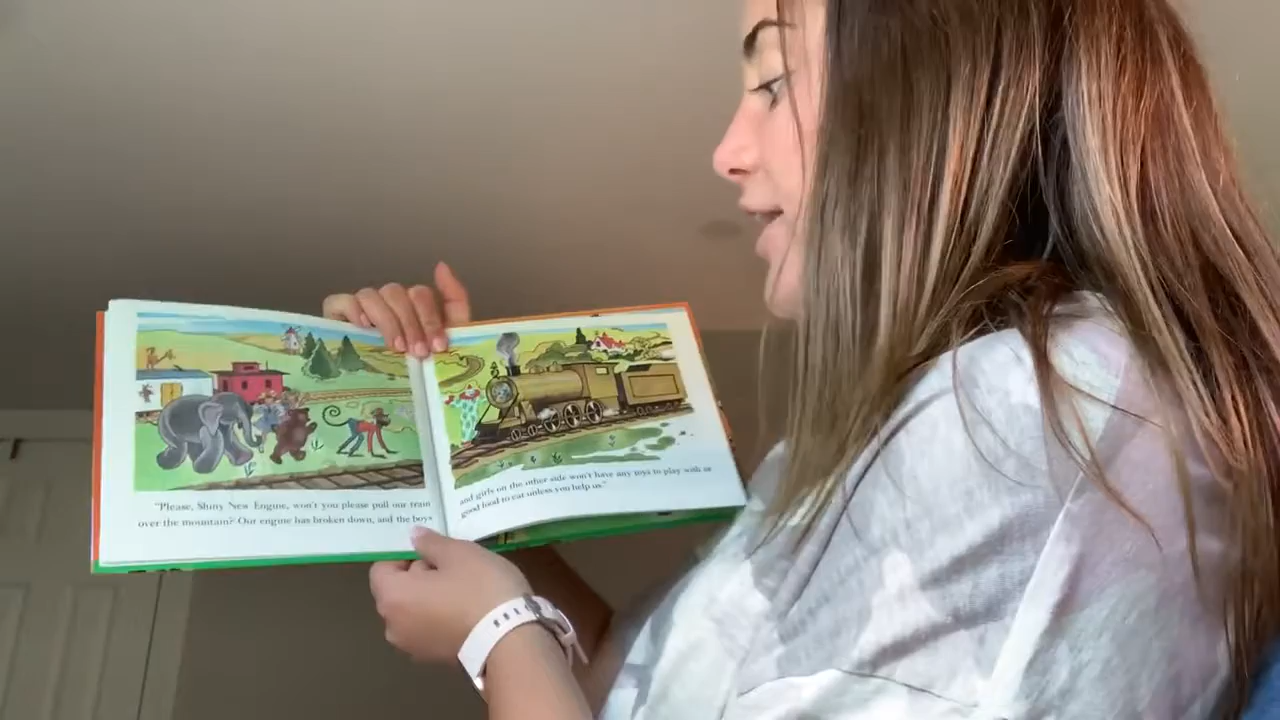 "Please, Shiny New Engine, won't you please pull our train
over the mountain? Our engine has broken down, and the boys
and girls on the other side won't have any toys to play with or
good food to eat unless you help us."